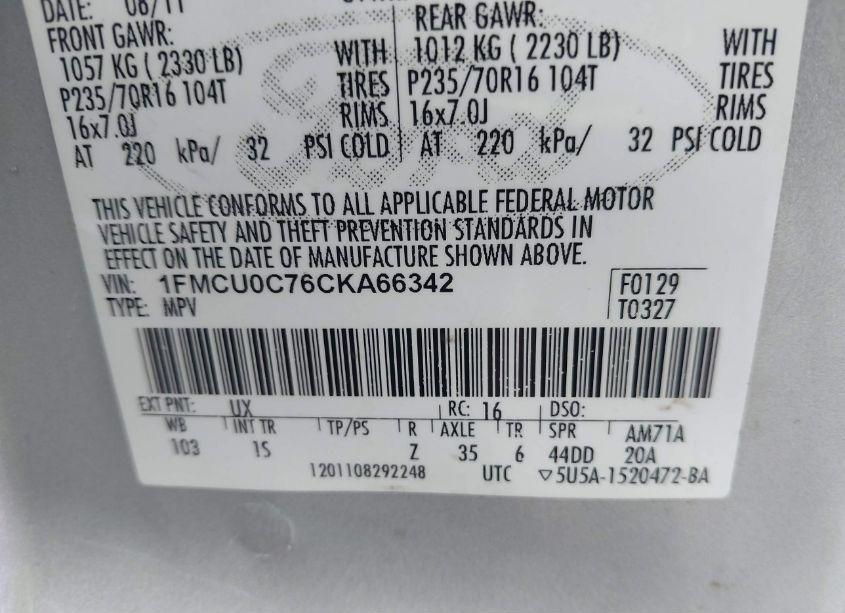 DATE: 08/11
FRONT GAWR: REAR GAWR:
1057 KG ( 2330 LB) WITH 1012 KG ( 2230 LB) WITH
P235/70R16 104T TIRES P235/70R16 104T TIRES
16x7.0J RIMS 16x7.0J RIMS
AT 220 kPa/ 32 PSI COLD AT 220 kPa/ 32 PSI COLD
THIS VEHICLE CONFORMS TO ALL APPLICABLE FEDERAL MOTOR
VEHICLE SAFETY AND THEFT PREVENTION STANDARDS IN
EFFECT ON THE DATE OF MANUFACTURE SHOWN ABOVE.
VIN: 1FMCU0C76CKA66342 F0129
TYPE: MPV T0327
EXT PNT: UX RC: 16 DSO:
WB INT TR TP/PS R AXLE TR SPR AM71A
103 1S Z 35 6 44DD 20A
1201108292248 UTC ▽5U5A-1520472-BA